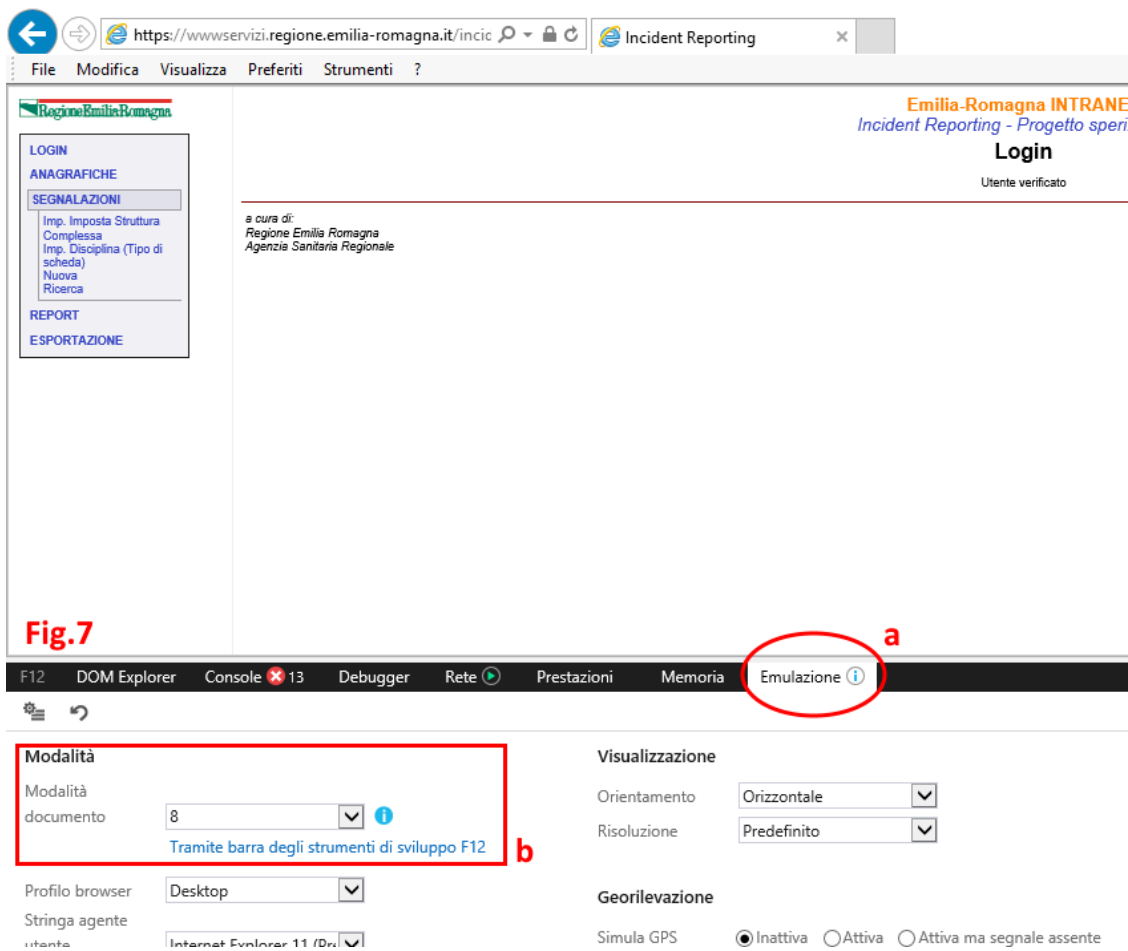 https://wwwservizi.regione.emilia-romagna.it/incic
Incident Reporting
File Modifica Visualizza Preferiti Strumenti ?
RegioneEmiliaRomagna
Emilia-Romagna INTRANE
Incident Reporting - Progetto speri
Login
Utente verificato
LOGIN
ANAGRAFICHE
SEGNALAZIONI
Imp. Imposta Struttura
Complessa
Imp. Disciplina (Tipo di
scheda)
Nuova
Ricerca
REPORT
ESPORTAZIONE
a cura di:
Regione Emilia Romagna
Agenzia Sanitaria Regionale
Fig.7
a
F12 DOM Explorer Console 13 Debugger Rete Prestazioni Memoria Emulazione
Modalità
Modalità
documento 8
Tramite barra degli strumenti di sviluppo F12
b
Profilo browser Desktop
Stringa agente
utente Internet Explorer 11 (Pre
Visualizzazione
Orientamento Orizzontale
Risoluzione Predefinito
Georilevazione
Simula GPS Inattiva Attiva Attiva ma segnale assente